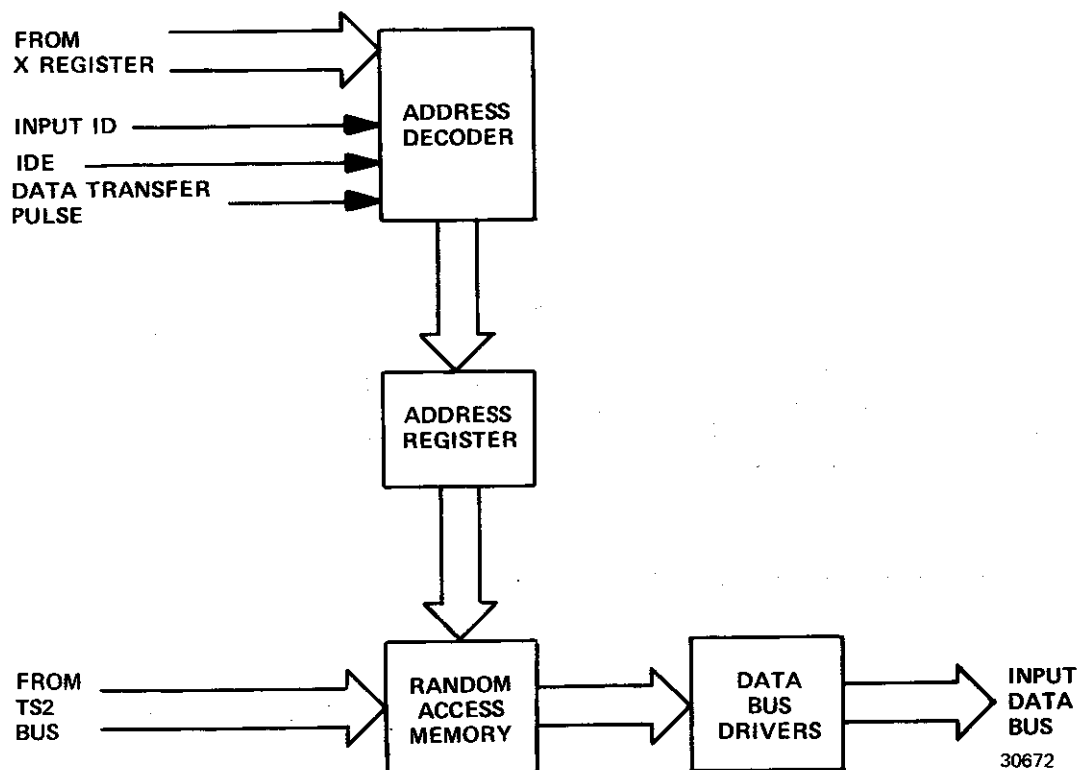 FROM
X REGISTER
INPUT ID
IDE
DATA TRANSFER
PULSE
ADDRESS
DECODER
ADDRESS
REGISTER
FROM
TS2
BUS
RANDOM
ACCESS
MEMORY
DATA
BUS
DRIVERS
INPUT
DATA
BUS
30672